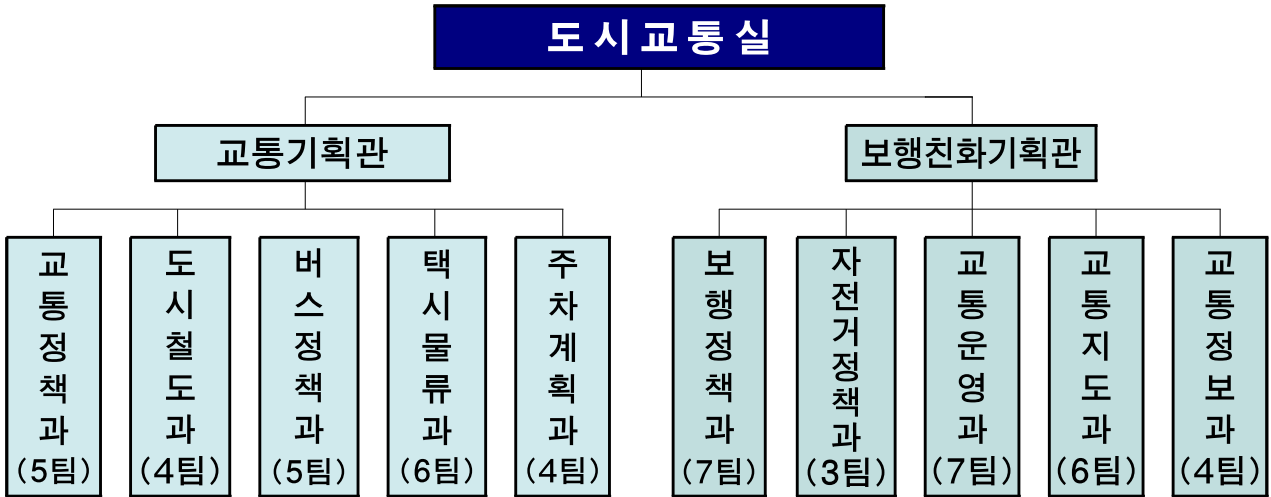 도시교통실
교통기획관
보행친화기획관
교통정책과
(5팀)
도시철도과
(4팀)
버스정책과
(5팀)
택시물류과
(6팀)
주차계획과
(4팀)
보행정책과
(7팀)
자전거정책과
(3팀)
교통운영과
(7팀)
교통지도과
(6팀)
교통정보과
(4팀)